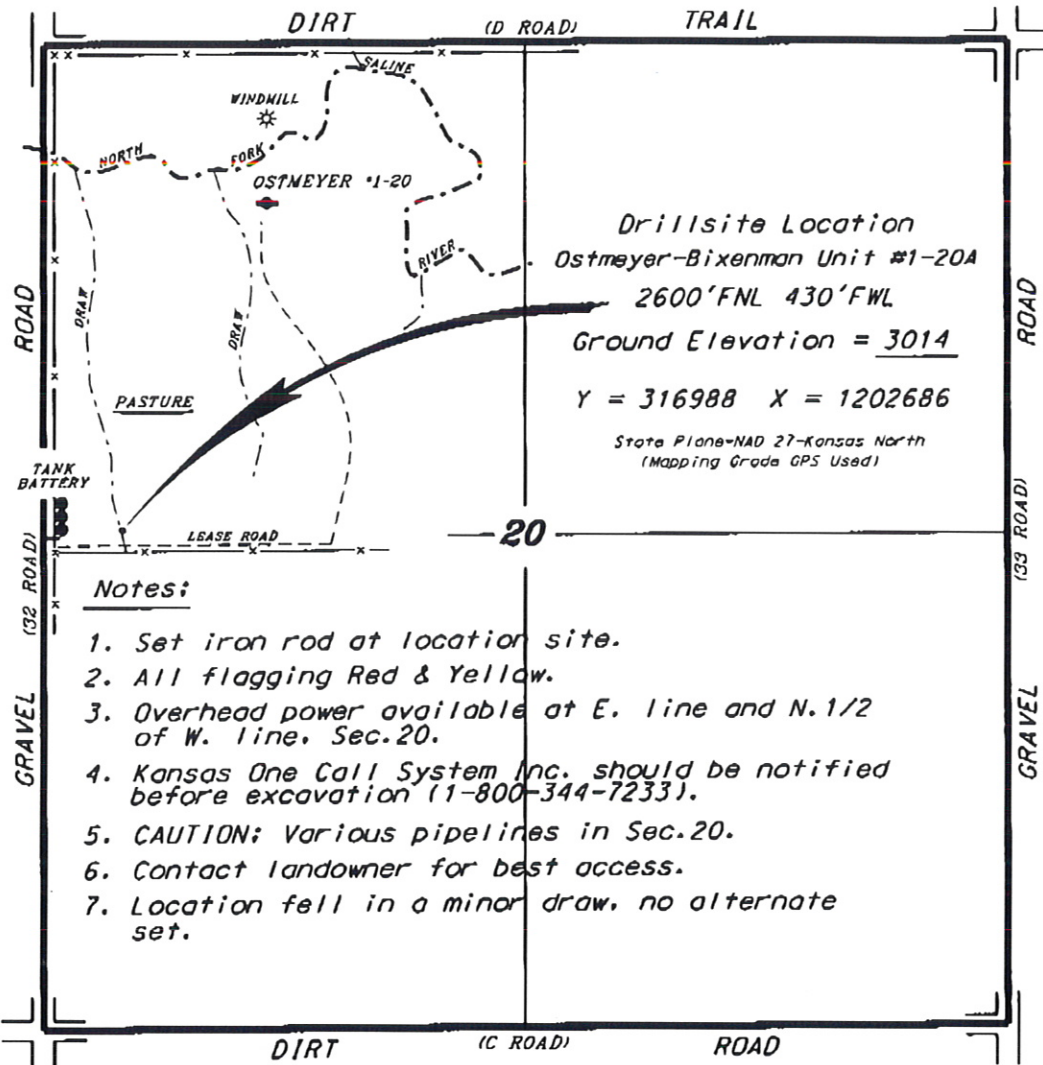 DIRT (D ROAD) TRAIL
SALINE
WINDMILL
NORTH FORK
OSTMEYER #1-20
RIVER
Drillsite Location
Ostmeyer-Bixenman Unit #1-20A
2600'FNL 430'FWL
Ground Elevation = 3014
Y = 316988 X = 1202686
State Plane-NAD 27-Kansas North
(Mapping Grade GPS Used)
ROAD
DRAW
DRAW
ROAD
PASTURE
TANK
BATTERY
LEASE ROAD
20
(32 ROAD)
(33 ROAD)
GRAVEL
GRAVEL
Notes:
1. Set iron rod at location site.
2. All flagging Red & Yellow.
3. Overhead power available at E. line and N.1/2
of W. line, Sec.20.
4. Kansas One Call System Inc. should be notified
before excavation (1-800-344-7233).
5. CAUTION: Various pipelines in Sec.20.
6. Contact landowner for best access.
7. Location fell in a minor draw, no alternate
set.
DIRT (C ROAD) ROAD